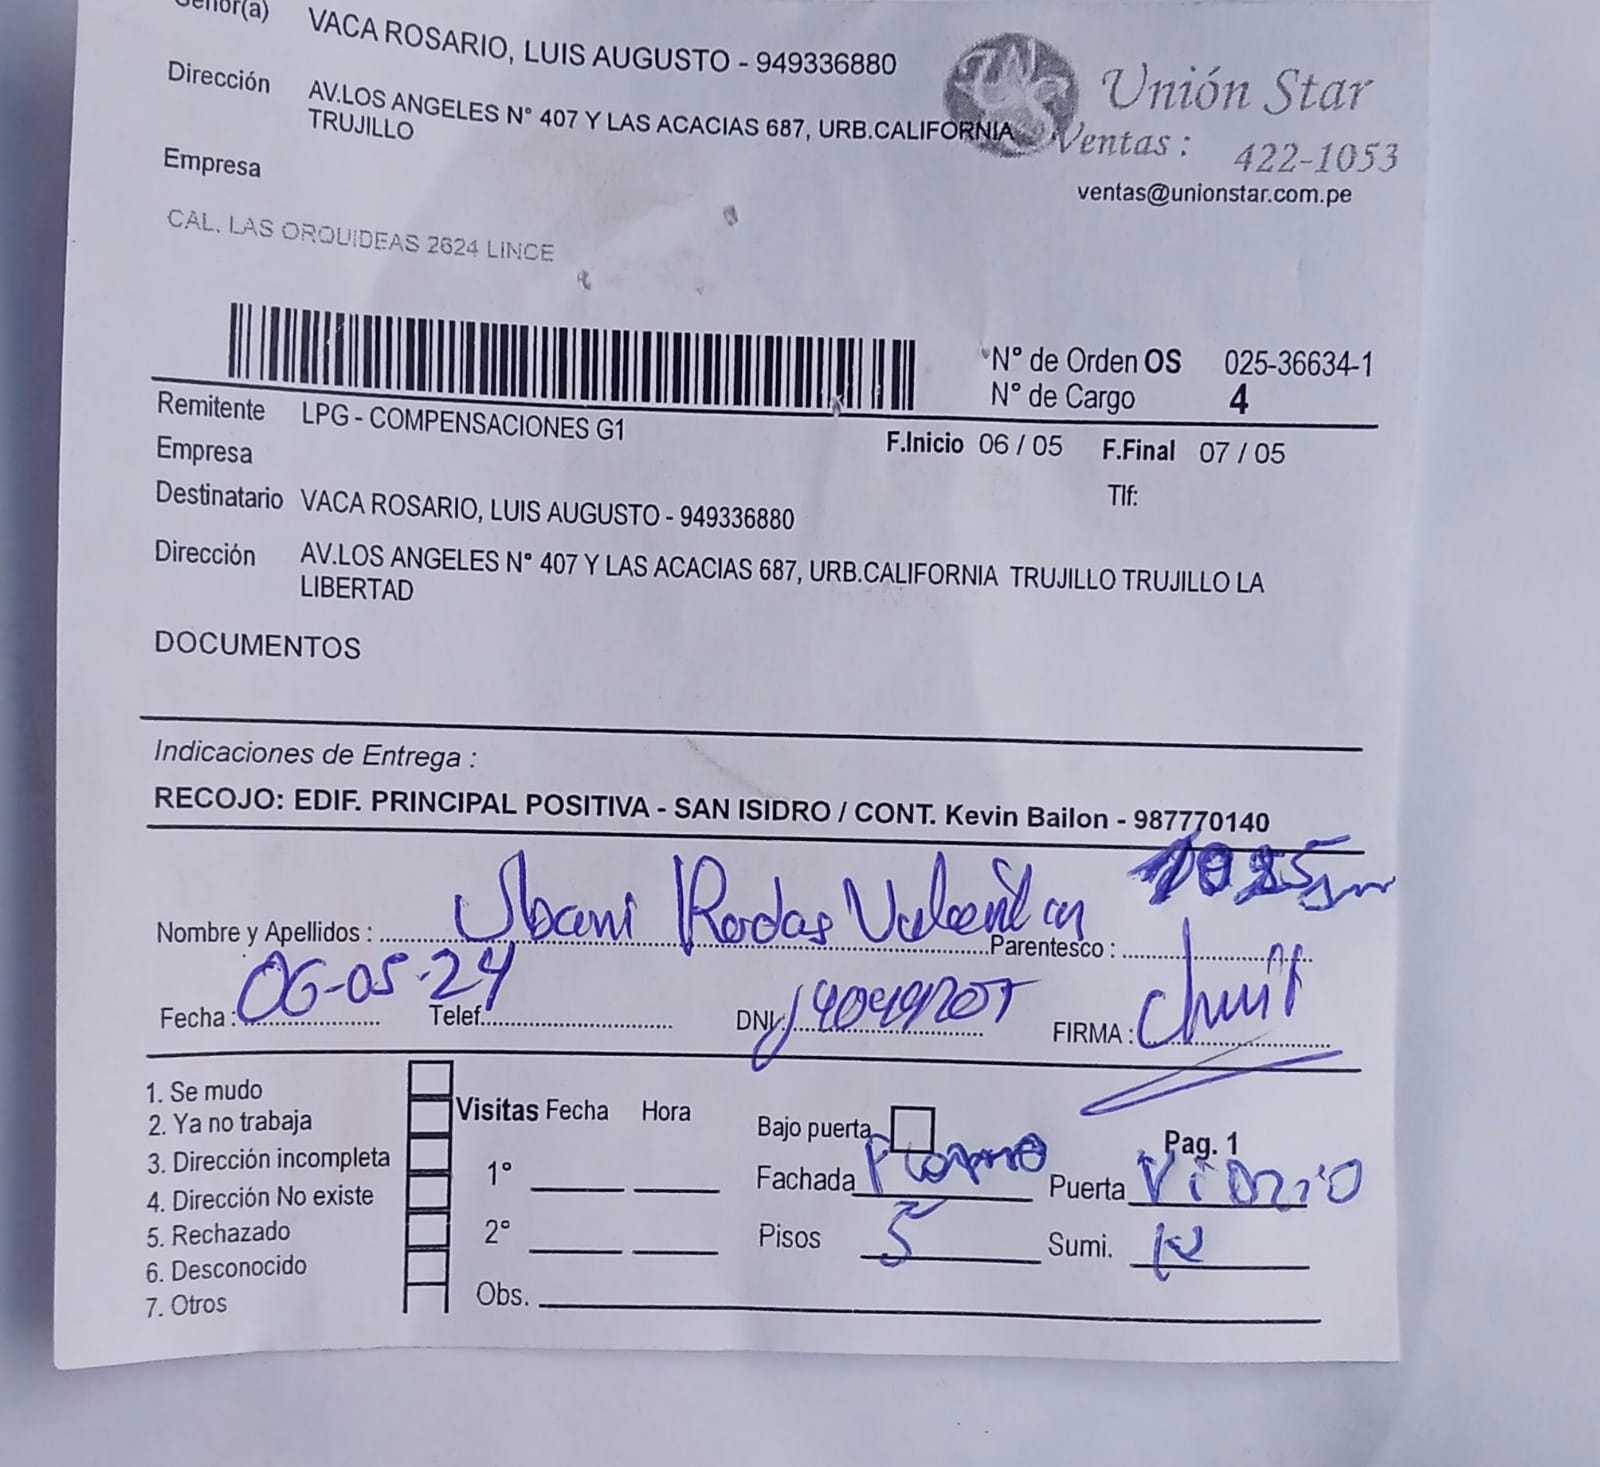 Señor(a) VACA ROSARIO, LUIS AUGUSTO - 949336880
Unión Star
Dirección AV.LOS ANGELES N° 407 Y LAS ACACIAS 687, URB.CALIFORNIA
TRUJILLO
Ventas : 422-1053
ventas@unionstar.com.pe
Empresa
CAL. LAS ORQUIDEAS 2624 LINCE
N° de Orden OS 025-36634-1
N° de Cargo 4
Remitente LPG - COMPENSACIONES G1
F.Inicio 06 / 05 F.Final 07 / 05
Empresa
Tlf:
Destinatario VACA ROSARIO, LUIS AUGUSTO - 949336880
Dirección AV.LOS ANGELES N° 407 Y LAS ACACIAS 687, URB.CALIFORNIA TRUJILLO TRUJILLO LA
LIBERTAD
DOCUMENTOS
Indicaciones de Entrega :
RECOJO: EDIF. PRINCIPAL POSITIVA - SAN ISIDRO / CONT. Kevin Bailon - 987770140
Nombre y Apellidos : Rodas Parentesco :
Fecha : 06-05-24 Telef. DNI FIRMA :
1. Se mudo
2. Ya no trabaja
3. Dirección incompleta
4. Dirección No existe
5. Rechazado
6. Desconocido
7. Otros
Visitas Fecha Hora
1°
2°
Obs.
Bajo puerta
Pag. 1
Fachada Puerta Vidrio
Pisos 5 Sumi.